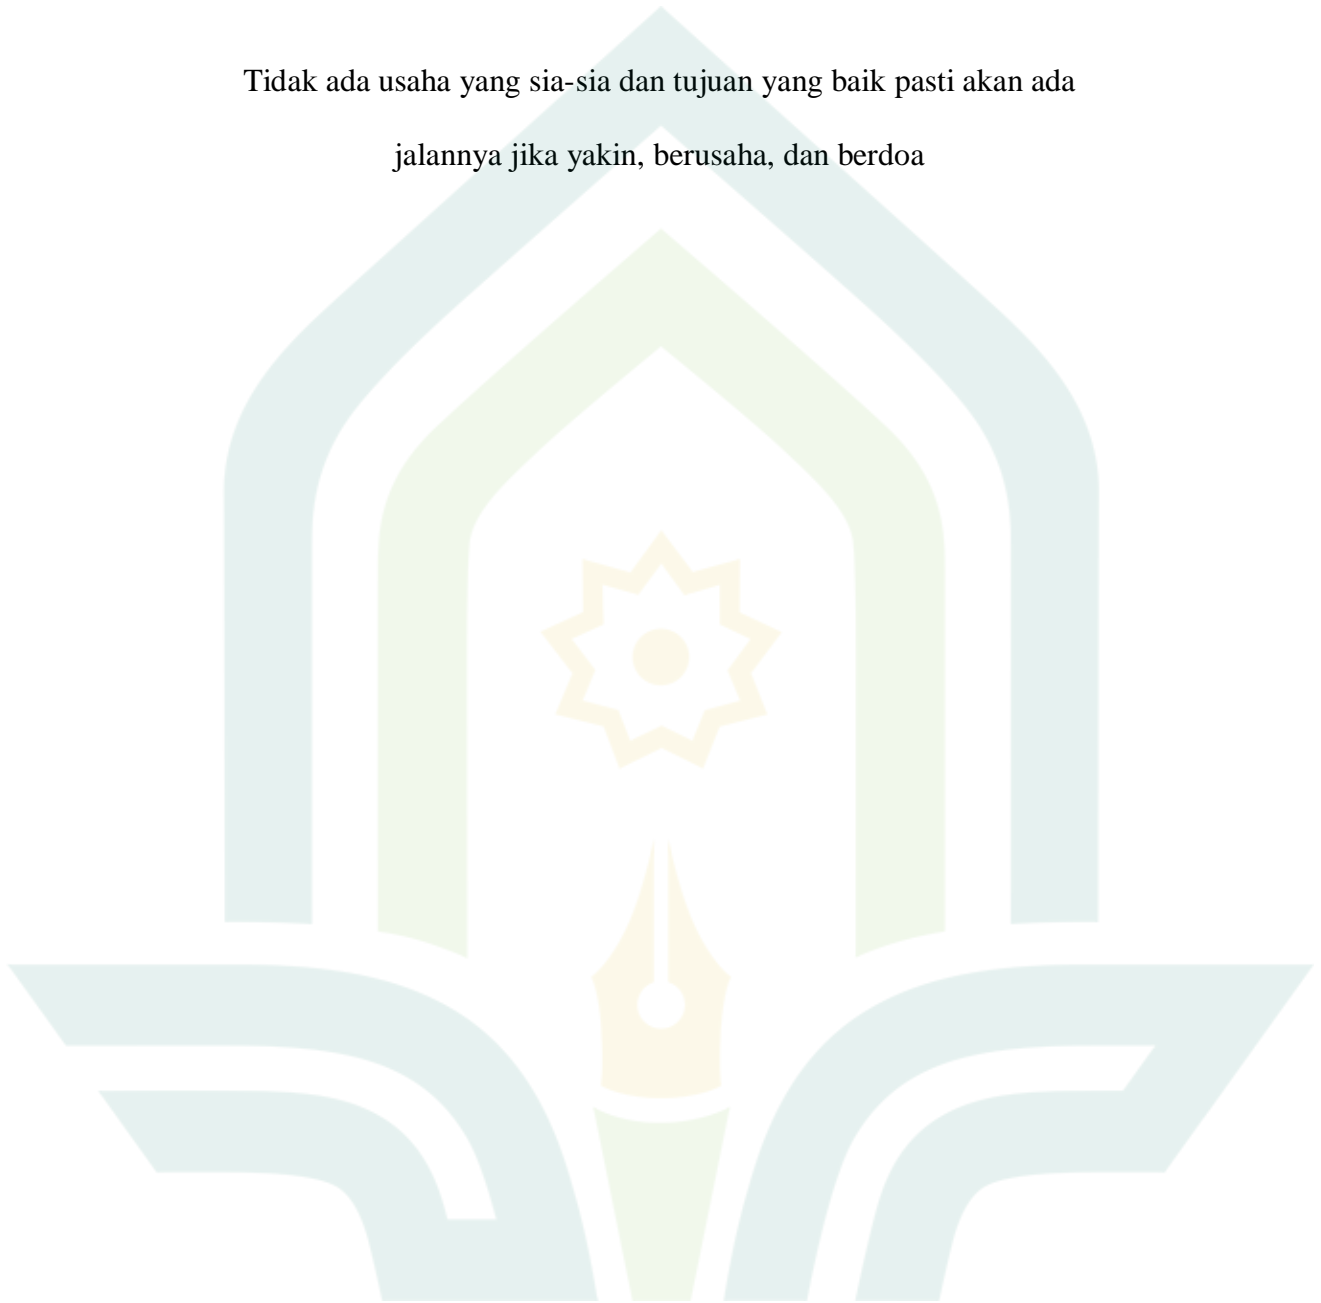 Tidak ada usaha yang sia-sia dan tujuan yang baik pasti akan ada
jalannya jika yakin, berusaha, dan berdoa